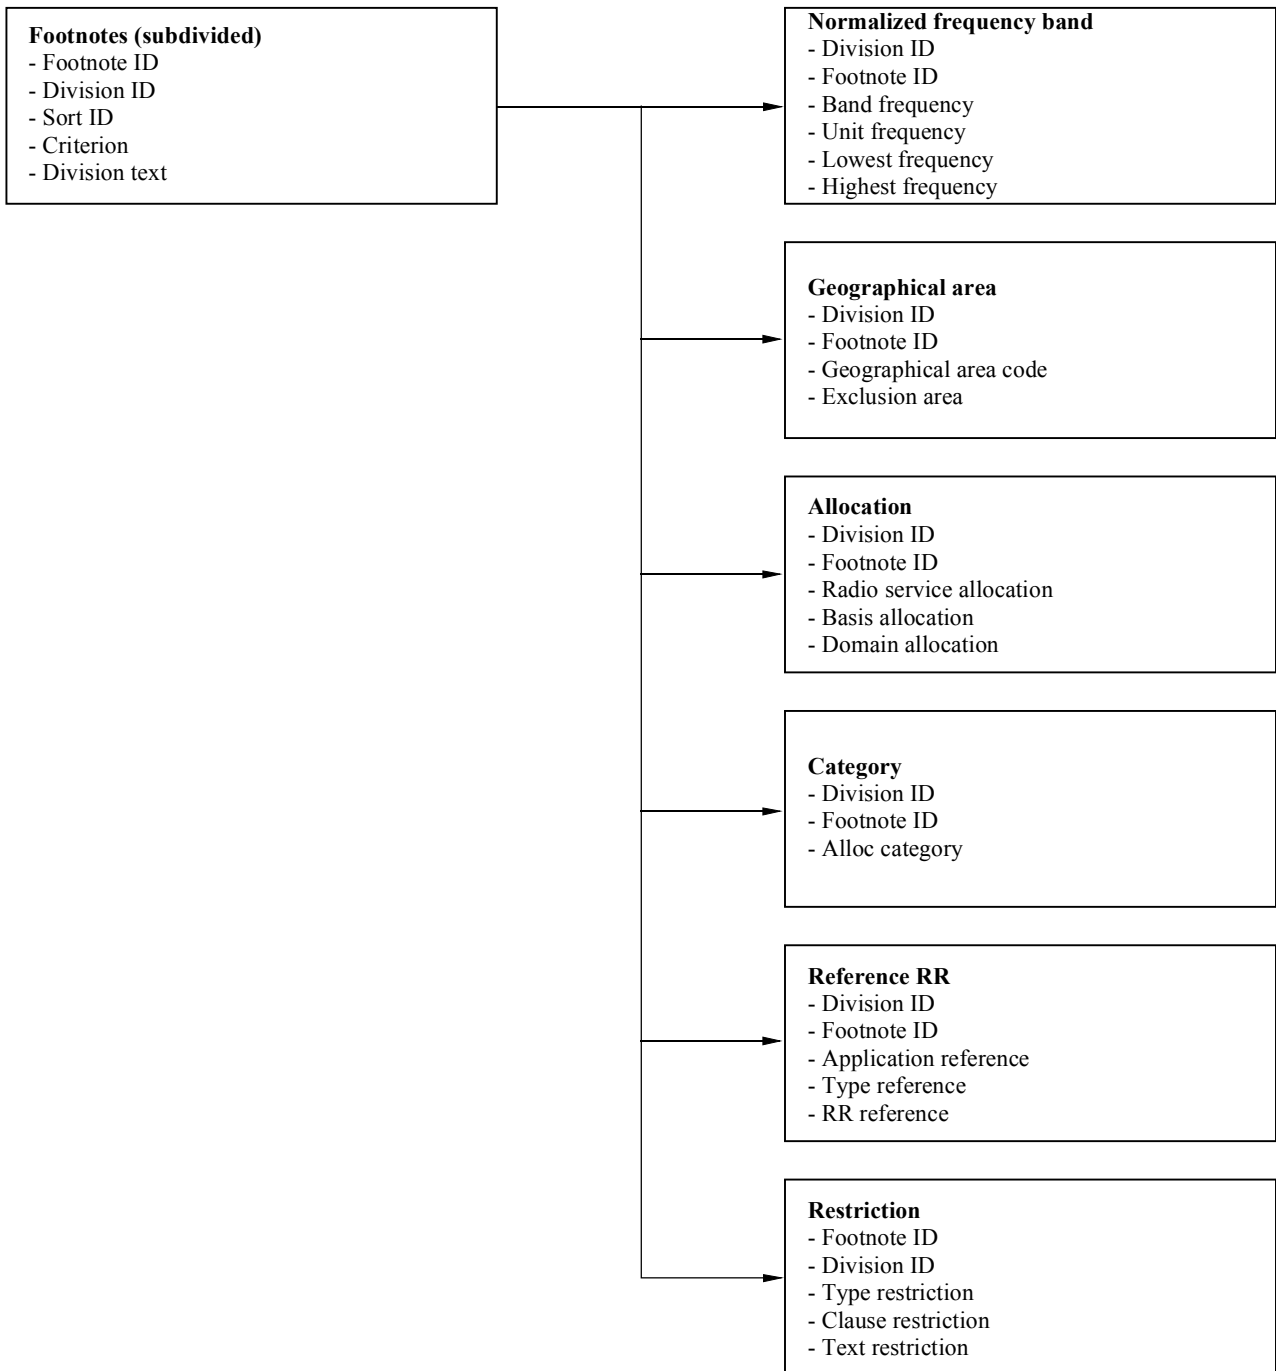 Footnotes (subdivided)
- Footnote ID
- Division ID
- Sort ID
- Criterion
- Division text
Normalized frequency band
- Division ID
- Footnote ID
- Band frequency
- Unit frequency
- Lowest frequency
- Highest frequency
Geographical area
- Division ID
- Footnote ID
- Geographical area code
- Exclusion area
Allocation
- Division ID
- Footnote ID
- Radio service allocation
- Basis allocation
- Domain allocation
Category
- Division ID
- Footnote ID
- Alloc category
Reference RR
- Division ID
- Footnote ID
- Application reference
- Type reference
- RR reference
Restriction
- Footnote ID
- Division ID
- Type restriction
- Clause restriction
- Text restriction